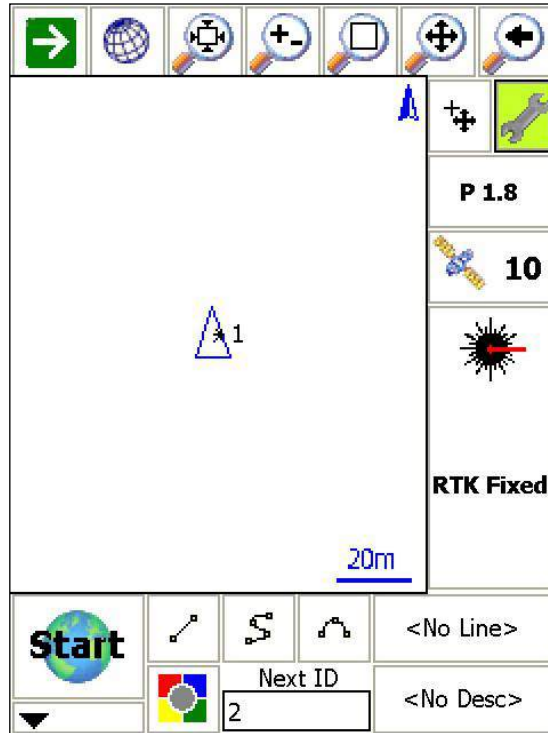 P 1.8
10
1
RTK Fixed
20m
Start
<No Line>
Next ID
2
<No Desc>